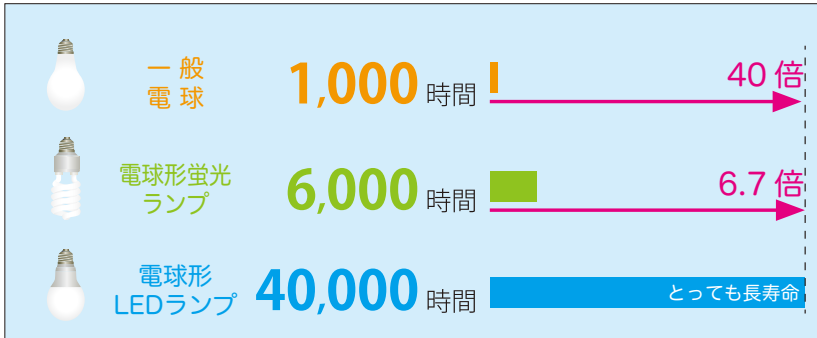 一般
電球
1,000時間
40倍
電球形蛍光
ランプ
6,000時間
6.7倍
電球形
LEDランプ
40,000時間
とっても長寿命